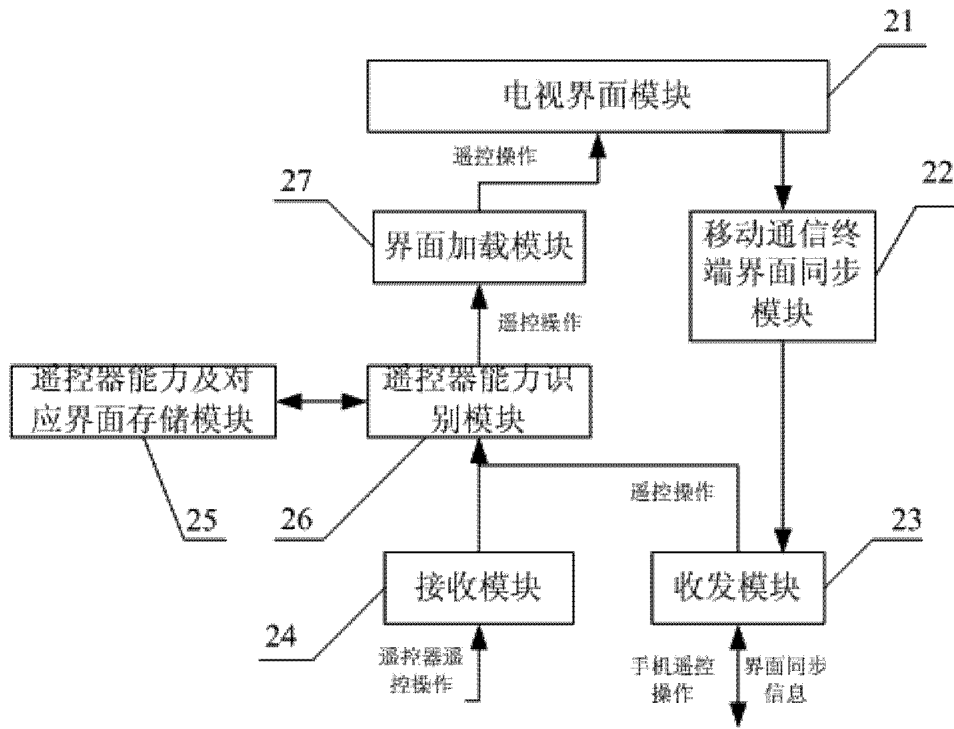 21
电视界面模块
遥控操作
27
22
界面加载模块
移动通信终
端界面同步
模块
遥控操作
遥控器能力及对
应界面存储模块
遥控器能力识
别模块
遥控操作
25
26
23
接收模块
收发模块
24
遥控器遥
控操作
手机遥控
操作
界面同步
信息